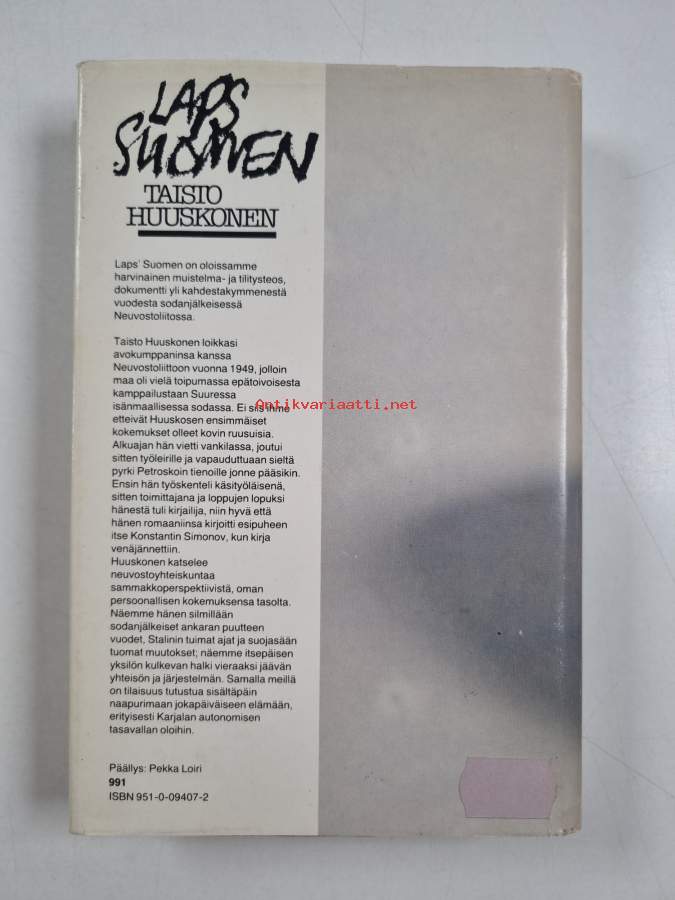 LAPS
SUOMEN
TAISTO
HUUSKONEN
Laps' Suomen on oloissamme
harvinainen muistelma- ja tilitysteos,
dokumentti yli kahdestakymmenestä
vuodesta sodanjälkeisessä
Neuvostoliitossa.
Taisto Huuskonen loikkasi
avokumppaninsa kanssa
Neuvostoliittoon vuonna 1949, jolloin
maa oli vielä toipumassa epätoivoisesta
kamppailustaan Suuressa
isänmaallisessa sodassa. Ei siis ihme
Antikvariaatti.net
etteivät Huuskosen ensimmäiset
kokemukset olleet kovin ruusuisia.
Alkuajan hän vietti vankilassa, joutui
sitten työleirille ja vapauduttuaan sieltä
pyrki Petroskoin tienoille jonne pääsikin.
Ensin hän työskenteli käsityöläisenä,
sitten toimittajana ja loppujen lopuksi
hänestä tuli kirjailija, niin hyvä että
hänen romaaniinsa kirjoitti esipuheen
itse Konstantin Simonov, kun kirja
venäjännettiin.
Huuskonen katselee
neuvostoyhteiskuntaa
sammakkoperspektiivistä, oman
persoonallisen kokemuksensa tasolta.
Näemme hänen silmillään
sodanjälkeiset ankaran puutteen
vuodet, Stalinin tuimat ajat ja suojasään
tuomat muutokset; näemme itsepäisen
yksilön kulkevan halki vieraaksi jäävän
yhteisön ja järjestelmän. Samalla meillä
on tilaisuus tutustua sisältäpäin
naapurimaan jokapäiväiseen elämään,
erityisesti Karjalan autonomisen
tasavallan oloihin.
Päällys: Pekka Loiri
991
ISBN 951-0-09407-2